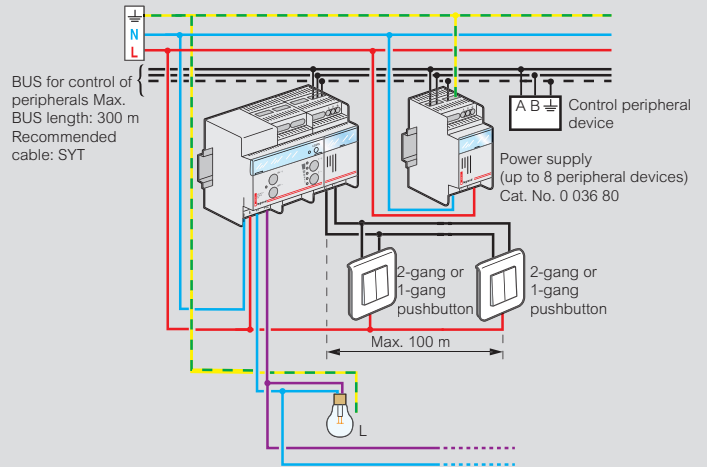 N
L
BUS for control of
peripherals Max.
BUS length: 300 m
Recommended
cable: SYT
A B
Control peripheral
device
Power supply
(up to 8 peripheral devices)
Cat. No. 0 036 80
2-gang or
1-gang
pushbutton
2-gang or
1-gang
pushbutton
Max. 100 m
L